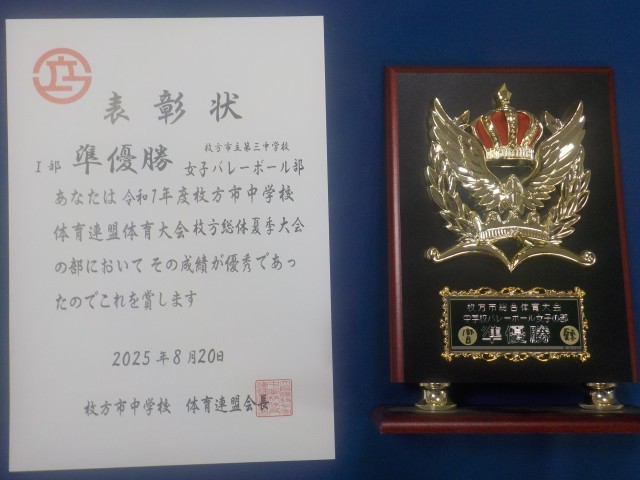 表彰状
I部 準優勝
枚方市立第三中学校
女子バレーボール部
あなたは令和7年度枚方市中学校
体育連盟体育大会枚方総体夏季大会
の部において その成績が優秀であっ
たのでこれを賞します
2025年8月20日
枚方市中学校 体育連盟会長
枚方市総合体育大会
中学校バレーボール女子の部
準優勝